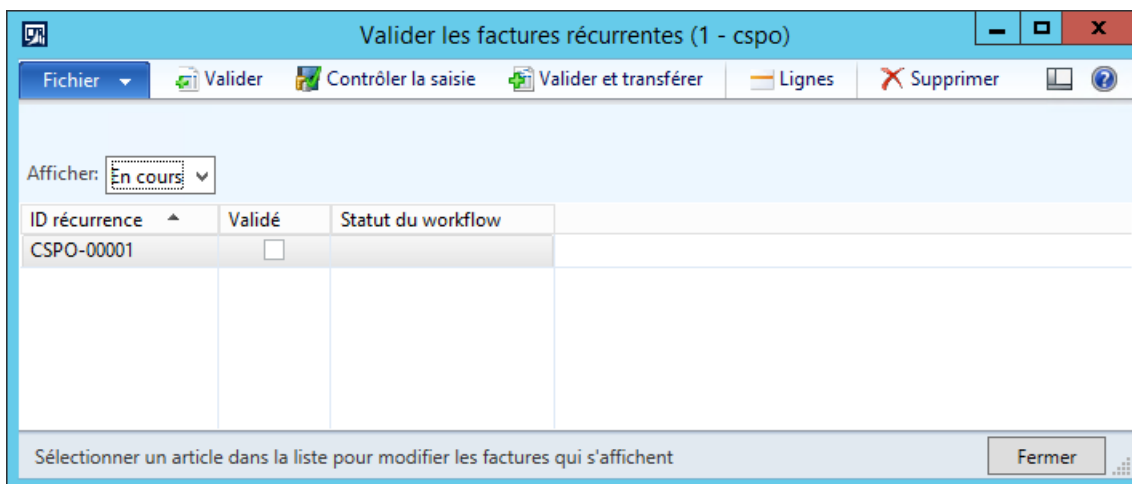 Valider les factures récurrentes (1 - cspo)
Fichier Valider Contrôler la saisie Valider et transférer Lignes Supprimer
Afficher: En cours
ID récurrence Validé Statut du workflow
CSPO-00001
Sélectionner un article dans la liste pour modifier les factures qui s'affichent Fermer